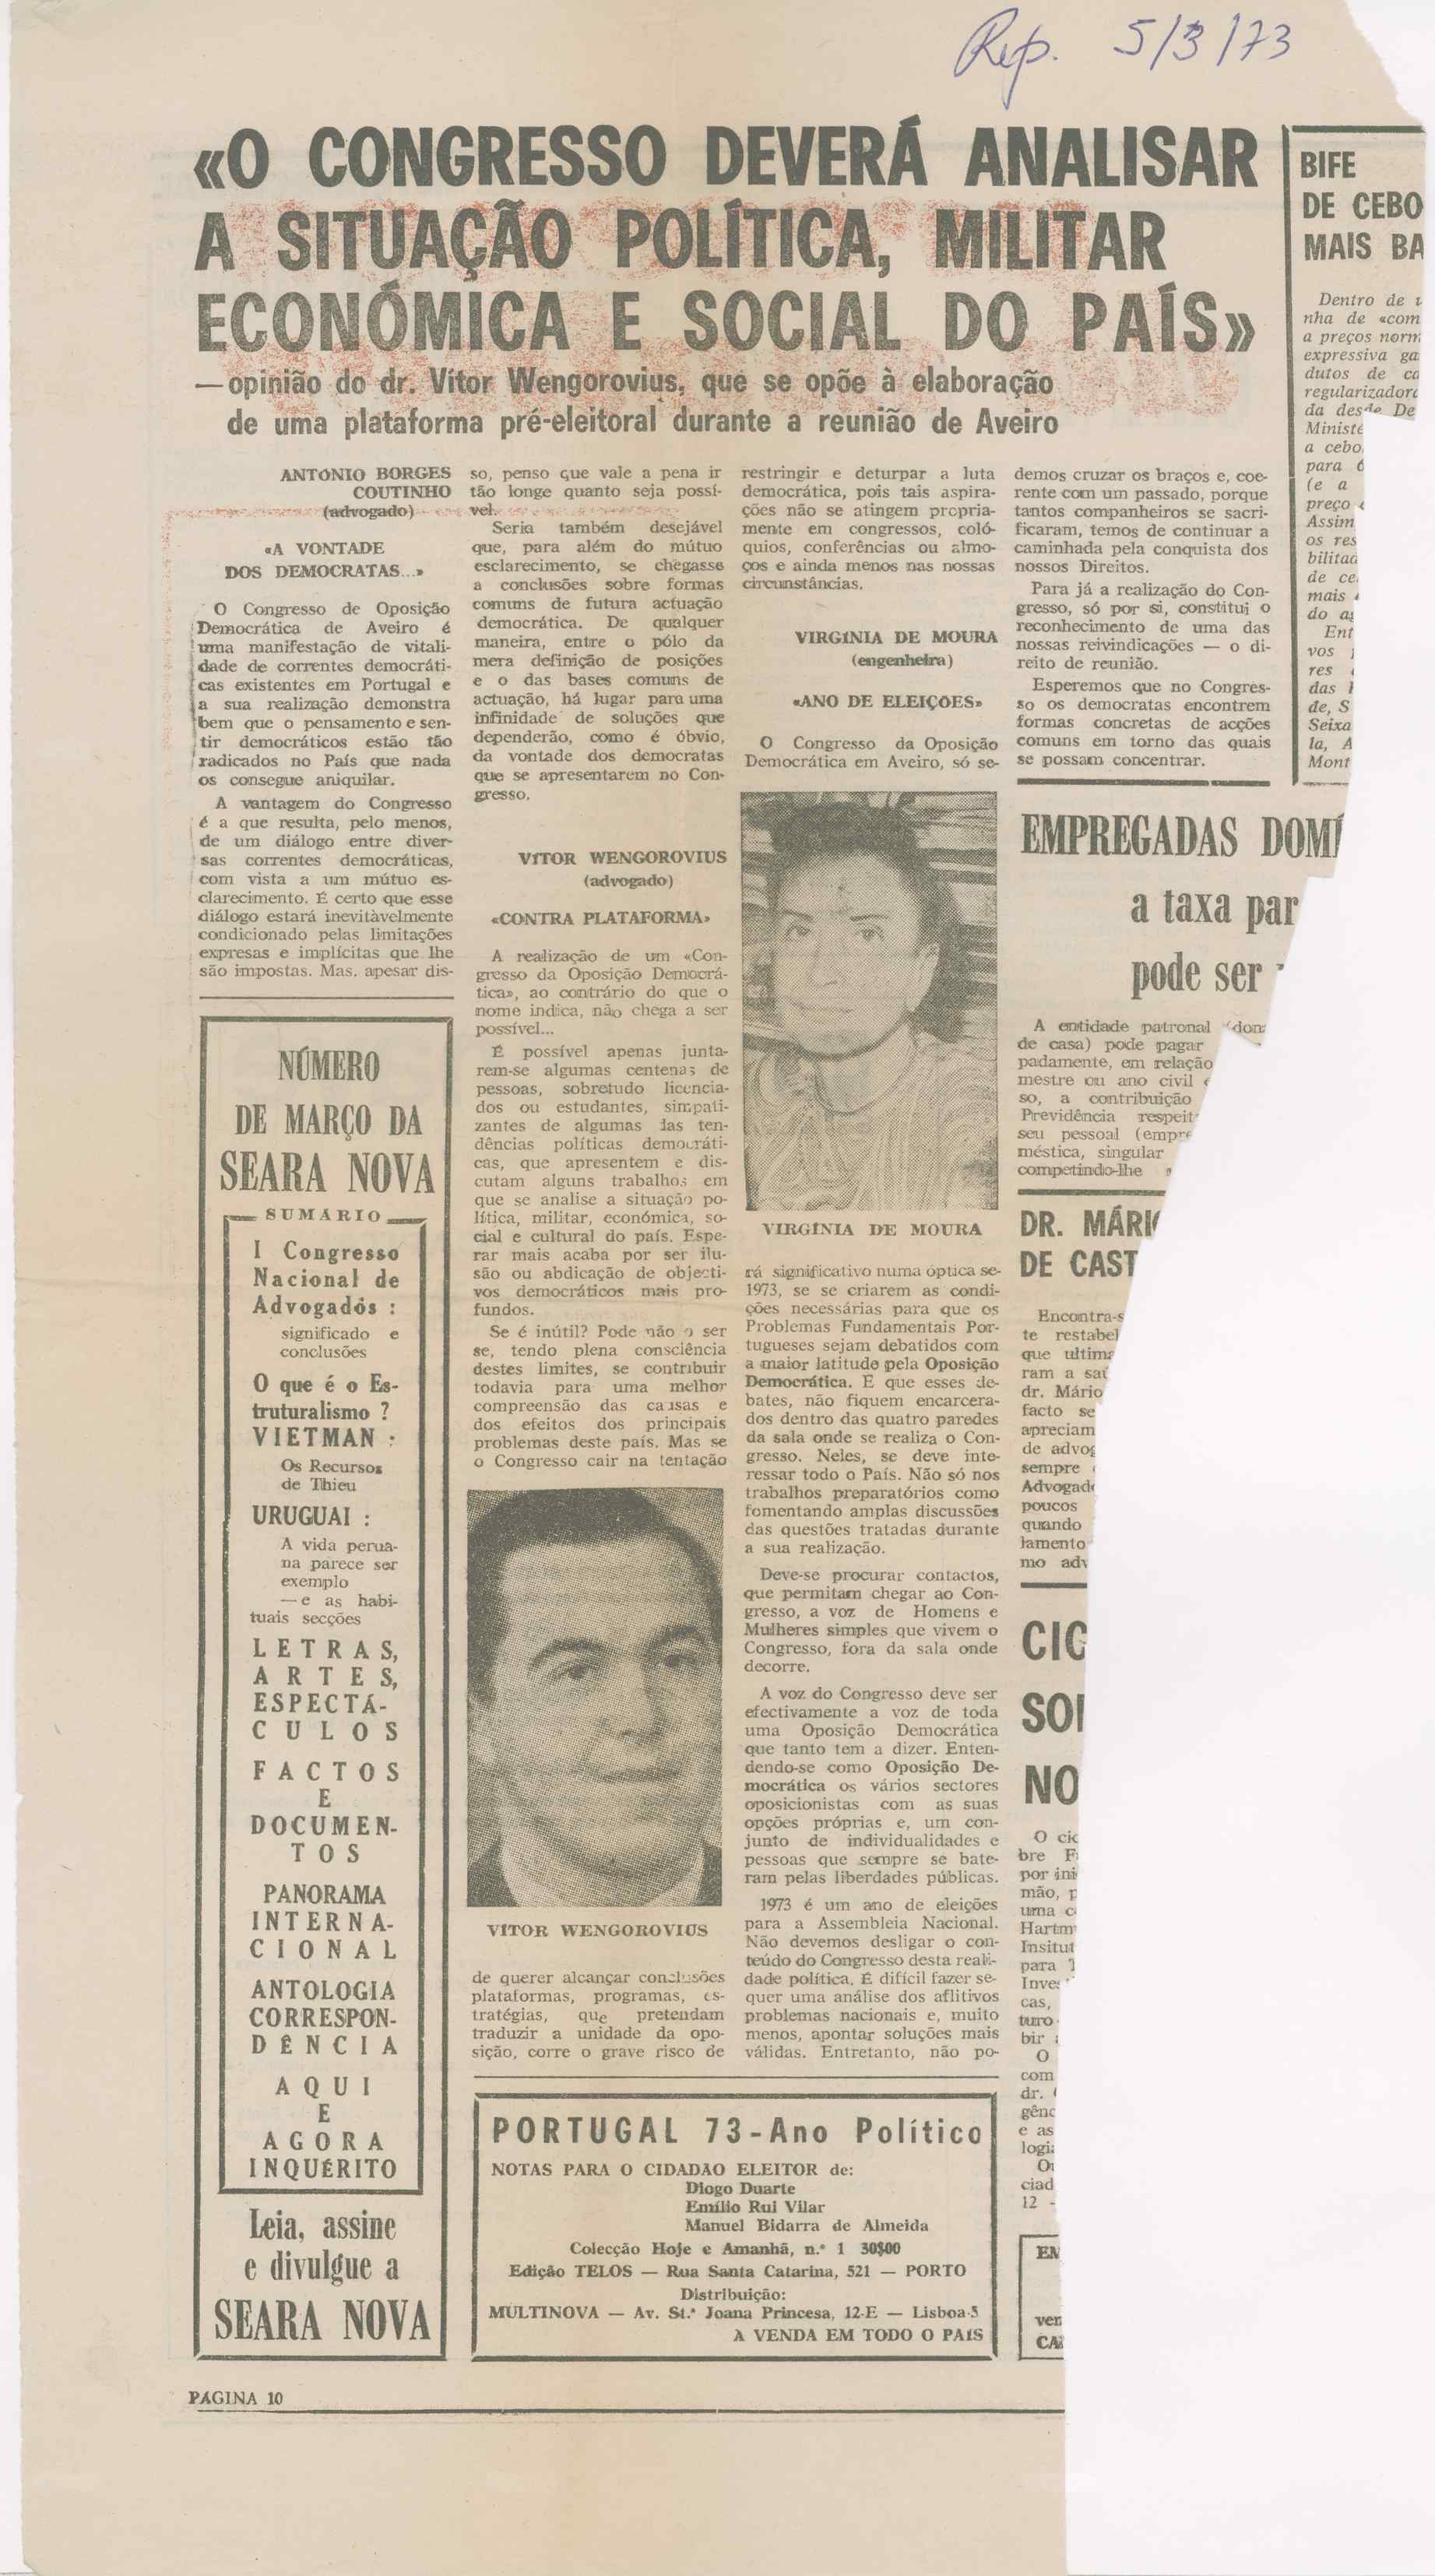 Rep. 5/3/73
«O CONGRESSO DEVERÁ ANALISAR
A SITUAÇÃO POLÍTICA, MILITAR
ECONÓMICA E SOCIAL DO PAÍS»
—opinião do dr. Vítor Wengorovius, que se opõe à elaboração
de uma plataforma pré-eleitoral durante a reunião de Aveiro
ANTÓNIO BORGES
COUTINHO
(advogado)
«A VONTADE
DOS DEMOCRATAS...»
O Congresso de Oposição
Democrática de Aveiro é
uma manifestação de vitali-
dade de correntes democráti-
cas existentes em Portugal e
a sua realização demonstra
bem que o pensamento e sen-
tir democráticos estão tão
radicados no País que nada
os consegue aniquilar.
A vantagem do Congresso
é a que resulta, pelo menos,
de um diálogo entre diver-
sas correntes democráticas,
com vista a um mútuo es-
clarecimento. É certo que esse
diálogo estará inevitàvelmente
condicionado pelas limitações
expresas e implícitas que lhe
são impostas. Mas, apesar dis-
so, penso que vale a pena ir
tão longe quanto seja possí-
vel.
Seria também desejável
que, para além do mútuo
esclarecimento, se chegasse
a conclusões sobre formas
comuns de futura actuação
democrática. De qualquer
maneira, entre o pólo da
mera definição de posições
e o das bases comuns de
actuação, há lugar para uma
infinidade de soluções que
dependerão, como é óbvio,
da vontade dos democratas
que se apresentarem no Con-
gresso.
VITOR WENGOROVIUS
(advogado)
«CONTRA PLATAFORMA»
A realização de um «Con-
gresso da Oposição Democrá-
tica», ao contrário do que o
nome indica, não chega a ser
possível...
É possível apenas junta-
rem-se algumas centenas de
pessoas, sobretudo licencia-
dos ou estudantes, simpati-
zantes de algumas das ten-
dências políticas democráti-
cas, que apresentem e dis-
cutam alguns trabalhos em
que se analise a situação po-
lítica, militar, económica, so-
cial e cultural do país. Espe-
rar mais acaba por ser ilu-
são ou abdicação de objecti-
vos democráticos mais pro-
fundos.
Se é inútil? Pode não o ser
se, tendo plena consciência
destes limites, se contribuir
todavia para uma melhor
compreensão das causas e
dos efeitos dos principais
problemas deste país. Mas se
o Congresso cair na tentação
VITOR WENGOROVIUS
de querer alcançar conclusões
plataformas, programas, es-
tratégias, que pretendam
traduzir a unidade da opo-
sição, corre o grave risco de
restringir e deturpar a luta
democrática, pois tais aspira-
ções não se atingem propria-
mente em congressos, coló-
quios, conferências ou almo-
ços e ainda menos nas nossas
circunstâncias.
VIRGINIA DE MOURA
(engenheira)
«ANO DE ELEIÇÕES»
O Congresso da Oposição
Democrática em Aveiro, só se-
VIRGÍNIA DE MOURA
rá significativo numa óptica se-
1973, se se criarem as condi-
ções necessárias para que os
Problemas Fundamentais Por-
tugueses sejam debatidos com
a maior latitude pela Oposição
Democrática. E que esses de-
bates, não fiquem encarcera-
dos dentro das quatro paredes
da sala onde se realiza o Con-
gresso. Neles, se deve inte-
ressar todo o País. Não só nos
trabalhos preparatórios como
fomentando amplas discussões
das questões tratadas durante
a sua realização.
Deve-se procurar contactos,
que permitam chegar ao Con-
gresso, a voz de Homens e
Mulheres simples que vivem o
Congresso, fora da sala onde
decorre.
A voz do Congresso deve ser
efectivamente a voz de toda
uma Oposição Democrática
que tanto tem a dizer. Enten-
dendo-se como Oposição De-
mocrática os vários sectores
oposicionistas com as suas
opções próprias e, um con-
junto de individualidades e
pessoas que sempre se bate-
ram pelas liberdades públicas.
1973 é um ano de eleições
para a Assembleia Nacional.
Não devemos desligar o con-
teúdo do Congresso desta reali-
dade política. É difícil fazer se-
quer uma análise dos aflitivos
problemas nacionais e, muito
menos, apontar soluções mais
válidas. Entretanto, não po-
demos cruzar os braços e, coe-
rente com um passado, porque
tantos companheiros se sacri-
ficaram, temos de continuar a
caminhada pela conquista dos
nossos Direitos.
Para já a realização do Con-
gresso, só por si, constitui o
reconhecimento de uma das
nossas reivindicações — o di-
reito de reunião.
Esperemos que no Congres-
so os democratas encontrem
formas concretas de acções
comuns em torno das quais
se possam concentrar.
NÚMERO
DE MARÇO DA
SEARA NOVA
SUMÁRIO
I Congresso
Nacional de
Advogados :
significado e
conclusões
O que é o Es-
truturalismo ?
VIETMAN :
Os Recursos
de Thieu
URUGUAI :
A vida perua-
na parece ser
exemplo
—e as habi-
tuais secções
LETRAS,
ARTES,
ESPECTÁ-
CULOS
FACTOS
E
DOCUMEN-
TOS
PANORAMA
INTERNA-
CIONAL
ANTOLOGIA
CORRESPON-
DÊNCIA
AQUI
E
AGORA
INQUÉRITO
Leia, assine
e divulgue a
SEARA NOVA
PORTUGAL 73-Ano Político
NOTAS PARA O CIDADÃO ELEITOR de:
Diogo Duarte
Emílio Rui Vilar
Manuel Bidarra de Almeida
Colecção Hoje e Amanhã, n.º 1 30$00
Edição TELOS — Rua Santa Catarina, 521 — PORTO
Distribuição:
MULTINOVA — Av. St.ª Joana Princesa, 12-E — Lisboa-5
A VENDA EM TODO O PAIS
BIFE
DE CEBO
MAIS BA
Dentro de
nha de «com
a preços norm
expressiva ga
dutos de ca
regularizadora
da desde De
Ministé
a cebo
para
(e a
preço
Assim
os res
bilitad
de ce
mais
do
Ent
vos
res
das
de, S
Seixa
la, A
Mont
EMPREGADAS DOMÍ
a taxa par
pode ser
A entidade patronal (don
de casa) pode pagar
padamente, em relação
mestre ou ano civil
so, a contribuição
Previdência respeit
seu pessoal (empre
méstica, singular
competindo-lhe
DR. MÁRIO
DE CAST
Encontra-s
te restabel
que ultima
ram a saú
dr. Mário
facto se
apreciam
de advog
sempre
Advogad
poucos
quando
lamento
mo adv
CIC
SOI
NO
O cic
bre F
por ini
mão, p
uma c
Hartm
Insitut
para
Inves
cas,
turo
bir
O
com
dr.
gênc
e as
logi
Ou
ciad
12 -
EM
ven
CA
PAGINA 10